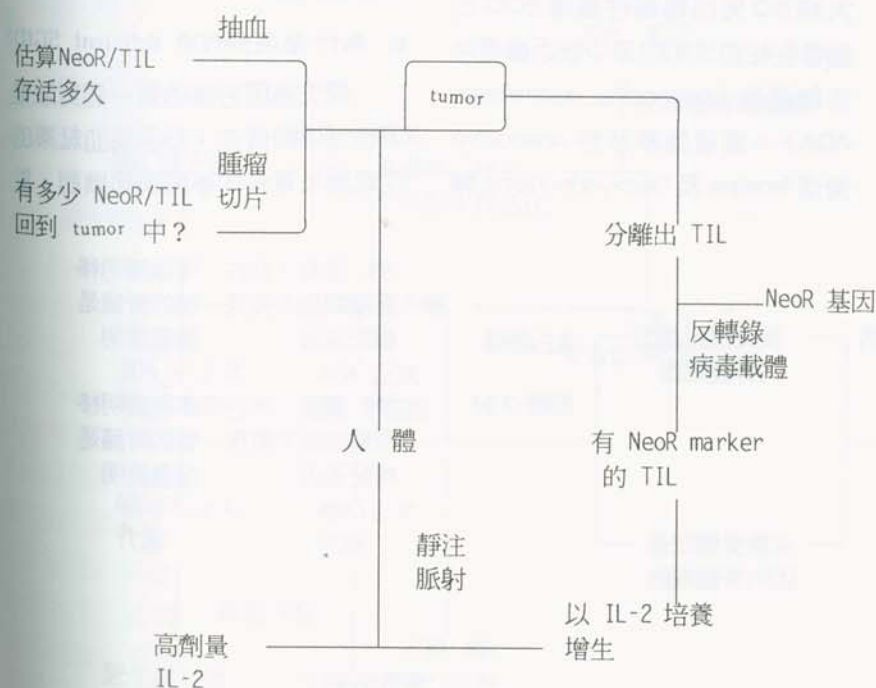 抽血
估算NeoR/TIL
存活多久
tumor
腫瘤
切片
有多少 NeoR/TIL
回到 tumor 中？
分離出 TIL
NeoR 基因
反轉錄
病毒載體
人 體
有 NeoR marker
的 TIL
靜注
脈射
以 IL-2 培養
增生
高劑量
IL-2